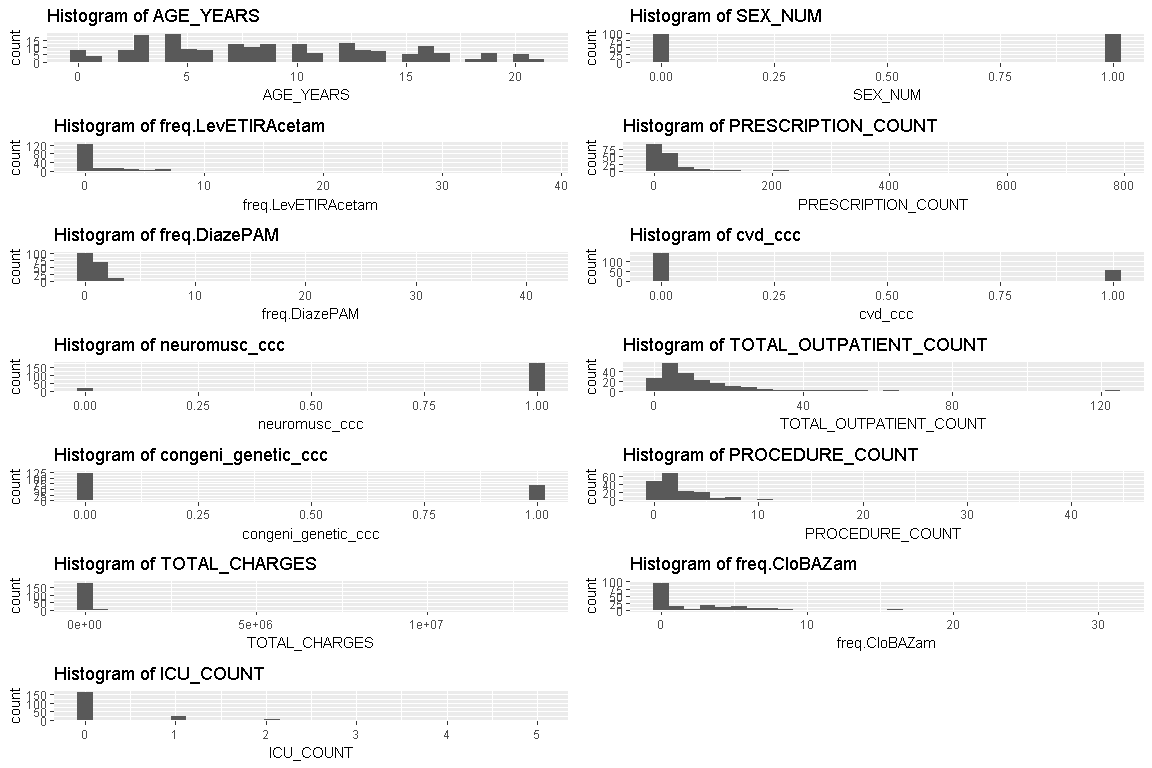 Histogram of AGE_YEARS
count
15
10
5
0
0 5 10 15 20
AGE_YEARS
Histogram of SEX_NUM
count
100
75
50
25
0
0.00 0.25 0.50 0.75 1.00
SEX_NUM
Histogram of freq.LevETIRAcetam
count
120
80
40
0
0 10 20 30 40
freq.LevETIRAcetam
Histogram of PRESCRIPTION_COUNT
count
75
50
25
0
0 200 400 600 800
PRESCRIPTION_COUNT
Histogram of freq.DiazePAM
count
100
75
50
25
0
0 10 20 30 40
freq.DiazePAM
Histogram of cvd_ccc
count
100
50
0
0.00 0.25 0.50 0.75 1.00
cvd_ccc
Histogram of neuromusc_ccc
count
150
100
50
0
0.00 0.25 0.50 0.75 1.00
neuromusc_ccc
Histogram of TOTAL_OUTPATIENT_COUNT
count
40
20
0
0 40 80 120
TOTAL_OUTPATIENT_COUNT
Histogram of congeni_genetic_ccc
count
125
100
75
50
25
0
0.00 0.25 0.50 0.75 1.00
congeni_genetic_ccc
Histogram of PROCEDURE_COUNT
count
60
40
20
0
0 10 20 30 40
PROCEDURE_COUNT
Histogram of TOTAL_CHARGES
count
150
100
50
0
0e+00 5e+06 1e+07
TOTAL_CHARGES
Histogram of freq.CloBAZam
count
100
75
50
25
0
0 10 20 30
freq.CloBAZam
Histogram of ICU_COUNT
count
150
100
50
0
0 1 2 3 4 5
ICU_COUNT